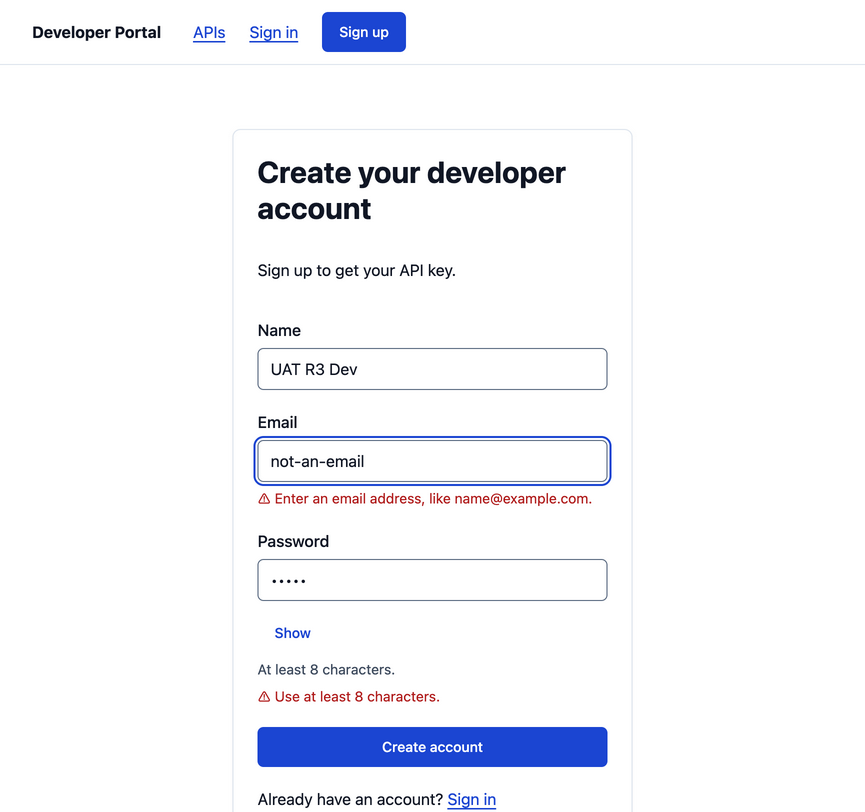 Developer Portal APIs Sign in Sign up
Create your developer
account
Sign up to get your API key.
Name
UAT R3 Dev
Email
not-an-email
Enter an email address, like name@example.com.
Password
•••••
Show
At least 8 characters.
Use at least 8 characters.
Create account
Already have an account? Sign in